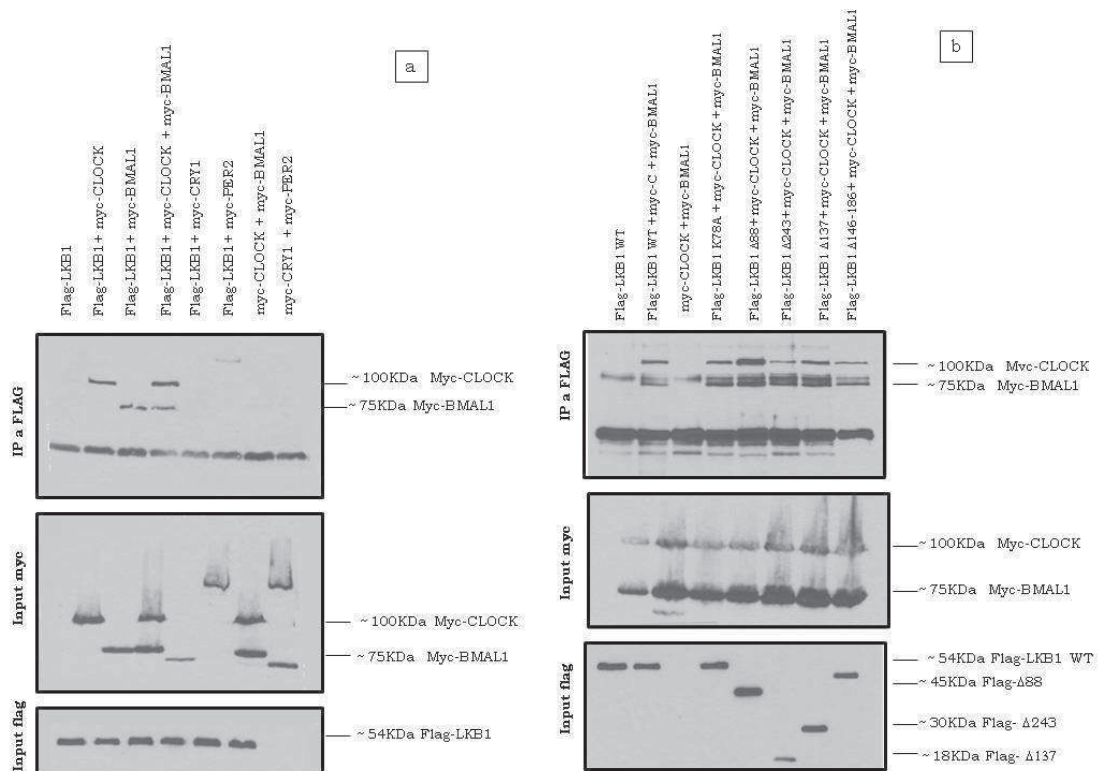 a
Flag-LKB1
Flag-LKB1+ myc-CLOCK
Flag-LKB1+ myc-BMAL1
Flag-LKB1+ myc-CLOCK + myc-BMAL1
Flag-LKB1+ myc-CRY1
Flag-LKB1+ myc-PER2
myc-CLOCK + myc-BMAL1
myc-CRY1 + myc-PER2
IP a FLAG
~100KDa Myc-CLOCK
~75KDa Myc-BMAL1
Input myc
~100KDa Myc-CLOCK
~75KDa Myc-BMAL1
Input flag
~54KDa Flag-LKB1
b
Flag-LKB1 WT
Flag-LKB1 WT+myc-C +myc-BMAL1
myc-CLOCK+myc-BMAL1
Flag-LKB1 K78A +myc-CLOCK+myc-BMAL1
Flag-LKB1 Δ88+myc-CLOCK+myc-BMAL1
Flag-LKB1 Δ243+myc-CLOCK+myc-BMAL1
Flag-LKB1 Δ137+myc-CLOCK+myc-BMAL1
Flag-LKB1 Δ146-186+ myc-CLOCK+myc-BMAL1
IP a FLAG
~100KDa Mvc-CLOCK
~75KDa Myc-BMAL1
Input myc
~100KDa Myc-CLOCK
~75KDa Myc-BMAL1
Input flag
~54KDa Flag-LKB1 WT
~45KDa Flag-Δ88
~30KDa Flag- Δ243
~18KDa Flag- Δ137